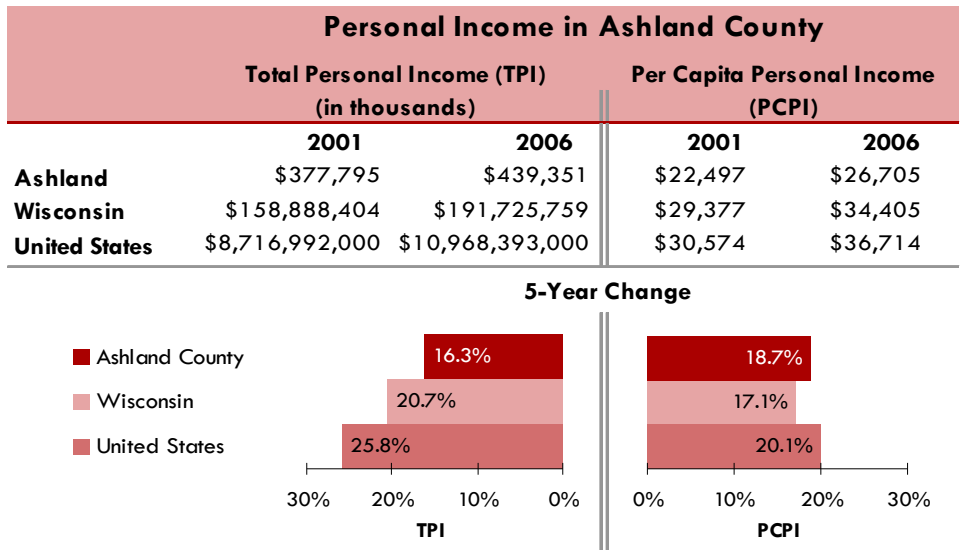 Personal Income in Ashland County
Total Personal Income (TPI) Per Capita Personal Income
(in thousands) (PCPI)
2001 2006 2001 2006
Ashland $377,795 $439,351 $22,497 $26,705
Wisconsin $158,888,404 $191,725,759 $29,377 $34,405
United States $8,716,992,000 $10,968,393,000 $30,574 $36,714
5-Year Change
Ashland County 16.3% 18.7%
Wisconsin 20.7% 17.1%
United States 25.8% 20.1%
30% 20% 10% 0% 0% 10% 20% 30%
TPI PCPI